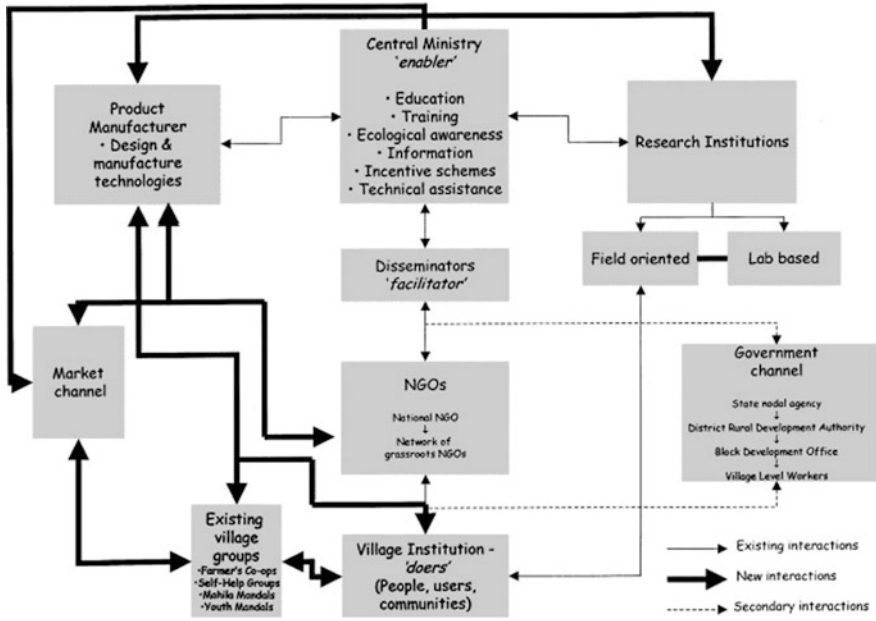 Central Ministry
'enabler'
• Education
• Training
• Ecological awareness
• Information
• Incentive schemes
• Technical assistance
Product
Manufacturer
• Design &
manufacture
technologies
Research Institutions
Disseminators
'facilitator'
Field oriented
Lab based
Market
channel
NGOs
National NGO
Network of
grassroots NGOs
Government
channel
State nodal agency
District Rural Development Authority
Block Development Office
Village Level Workers
Existing
village
groups
• Farmer's Co-ops
• Self-Help Groups
• Mahila Mandals
• Youth Mandals
Village Institution -
'doers'
(People, users,
communities)
Existing interactions
New interactions
Secondary interactions